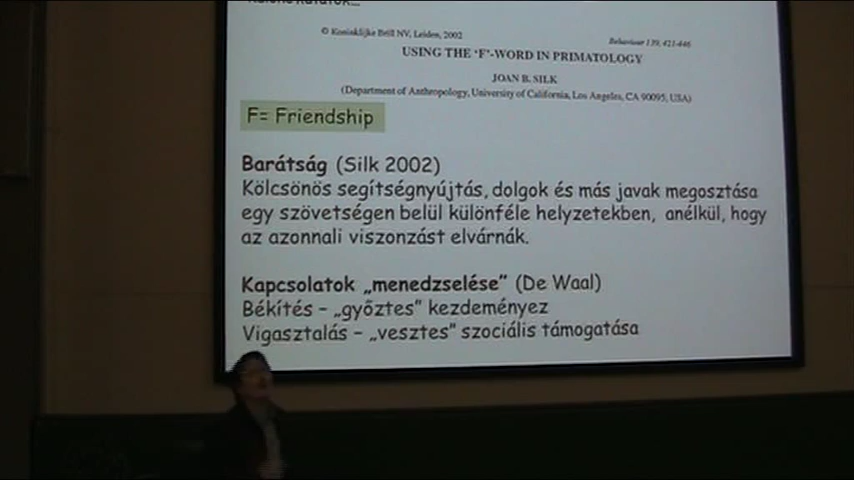 © Koninklijke Brill NV, Leiden, 2002
Behaviour 139, 421-446
USING THE 'F'-WORD IN PRIMATOLOGY
JOAN B. SILK
(Department of Anthropology, University of California, Los Angeles, CA 90095, USA)
F= Friendship
Barátság (Silk 2002)
Kölcsönös segítségnyújtás, dolgok és más javak megosztása
egy szövetségen belül különféle helyzetekben, anélkül, hogy
az azonnali viszonzást elvárnák.
Kapcsolatok „menedzselése” (De Waal)
Békítés – „győztes” kezdeményez
Vigasztalás – „vesztes” szociális támogatása